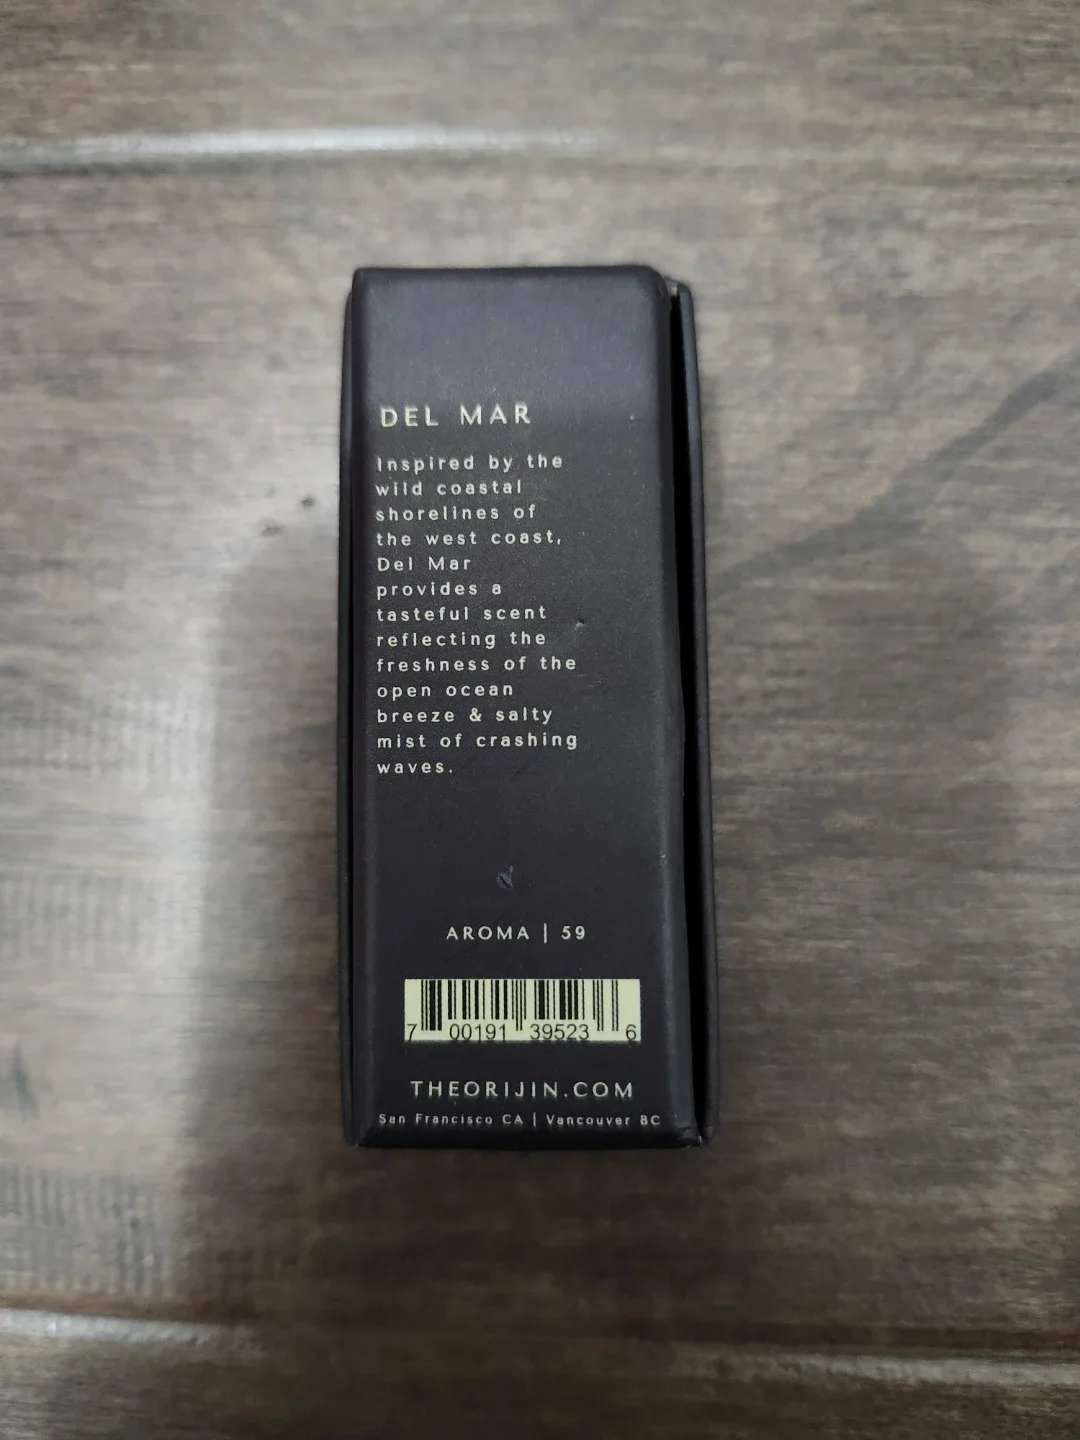 DEL MAR
Inspired by the
wild coastal
shorelines of
the west coast,
Del Mar
provides a
tasteful scent
reflecting the
freshness of the
open ocean
breeze & salty
mist of crashing
waves.
AROMA | 59
7 00191 39523 6
THEORIJIN.COM
San Francisco CA | Vancouver BC